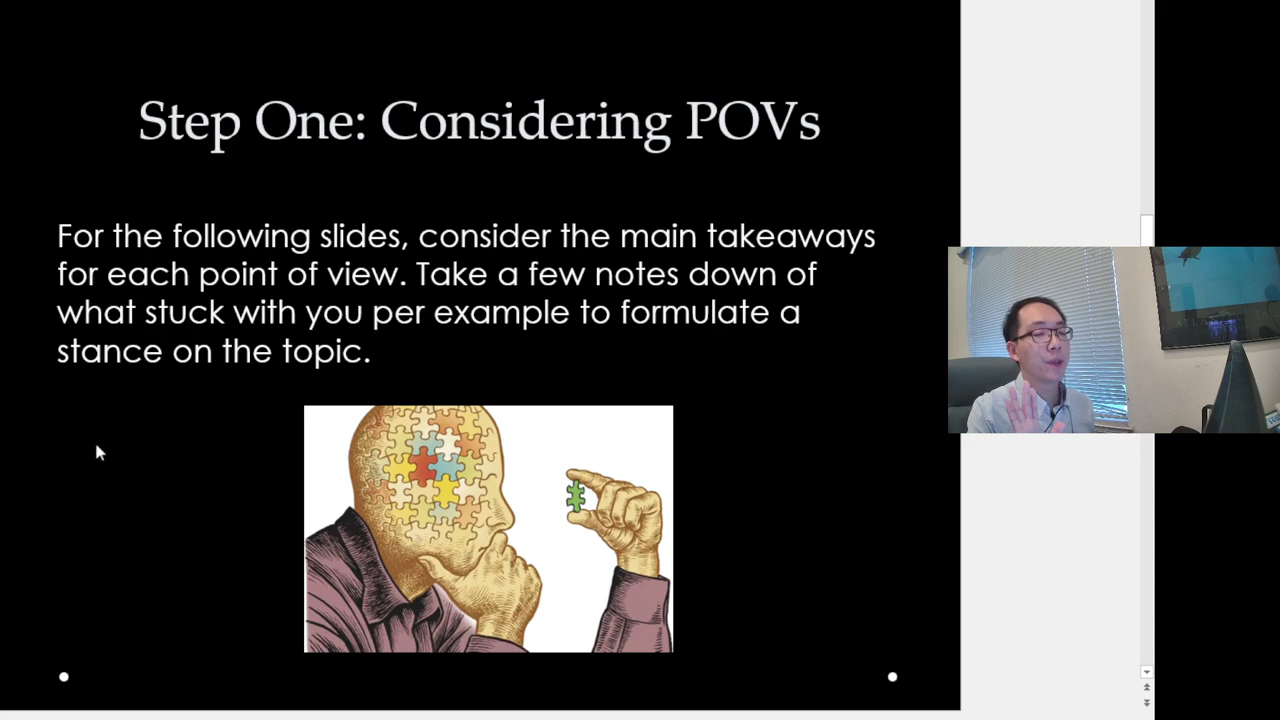 Step One: Considering POVs
For the following slides, consider the main takeaways
for each point of view. Take a few notes down of
what stuck with you per example to formulate a
stance on the topic.